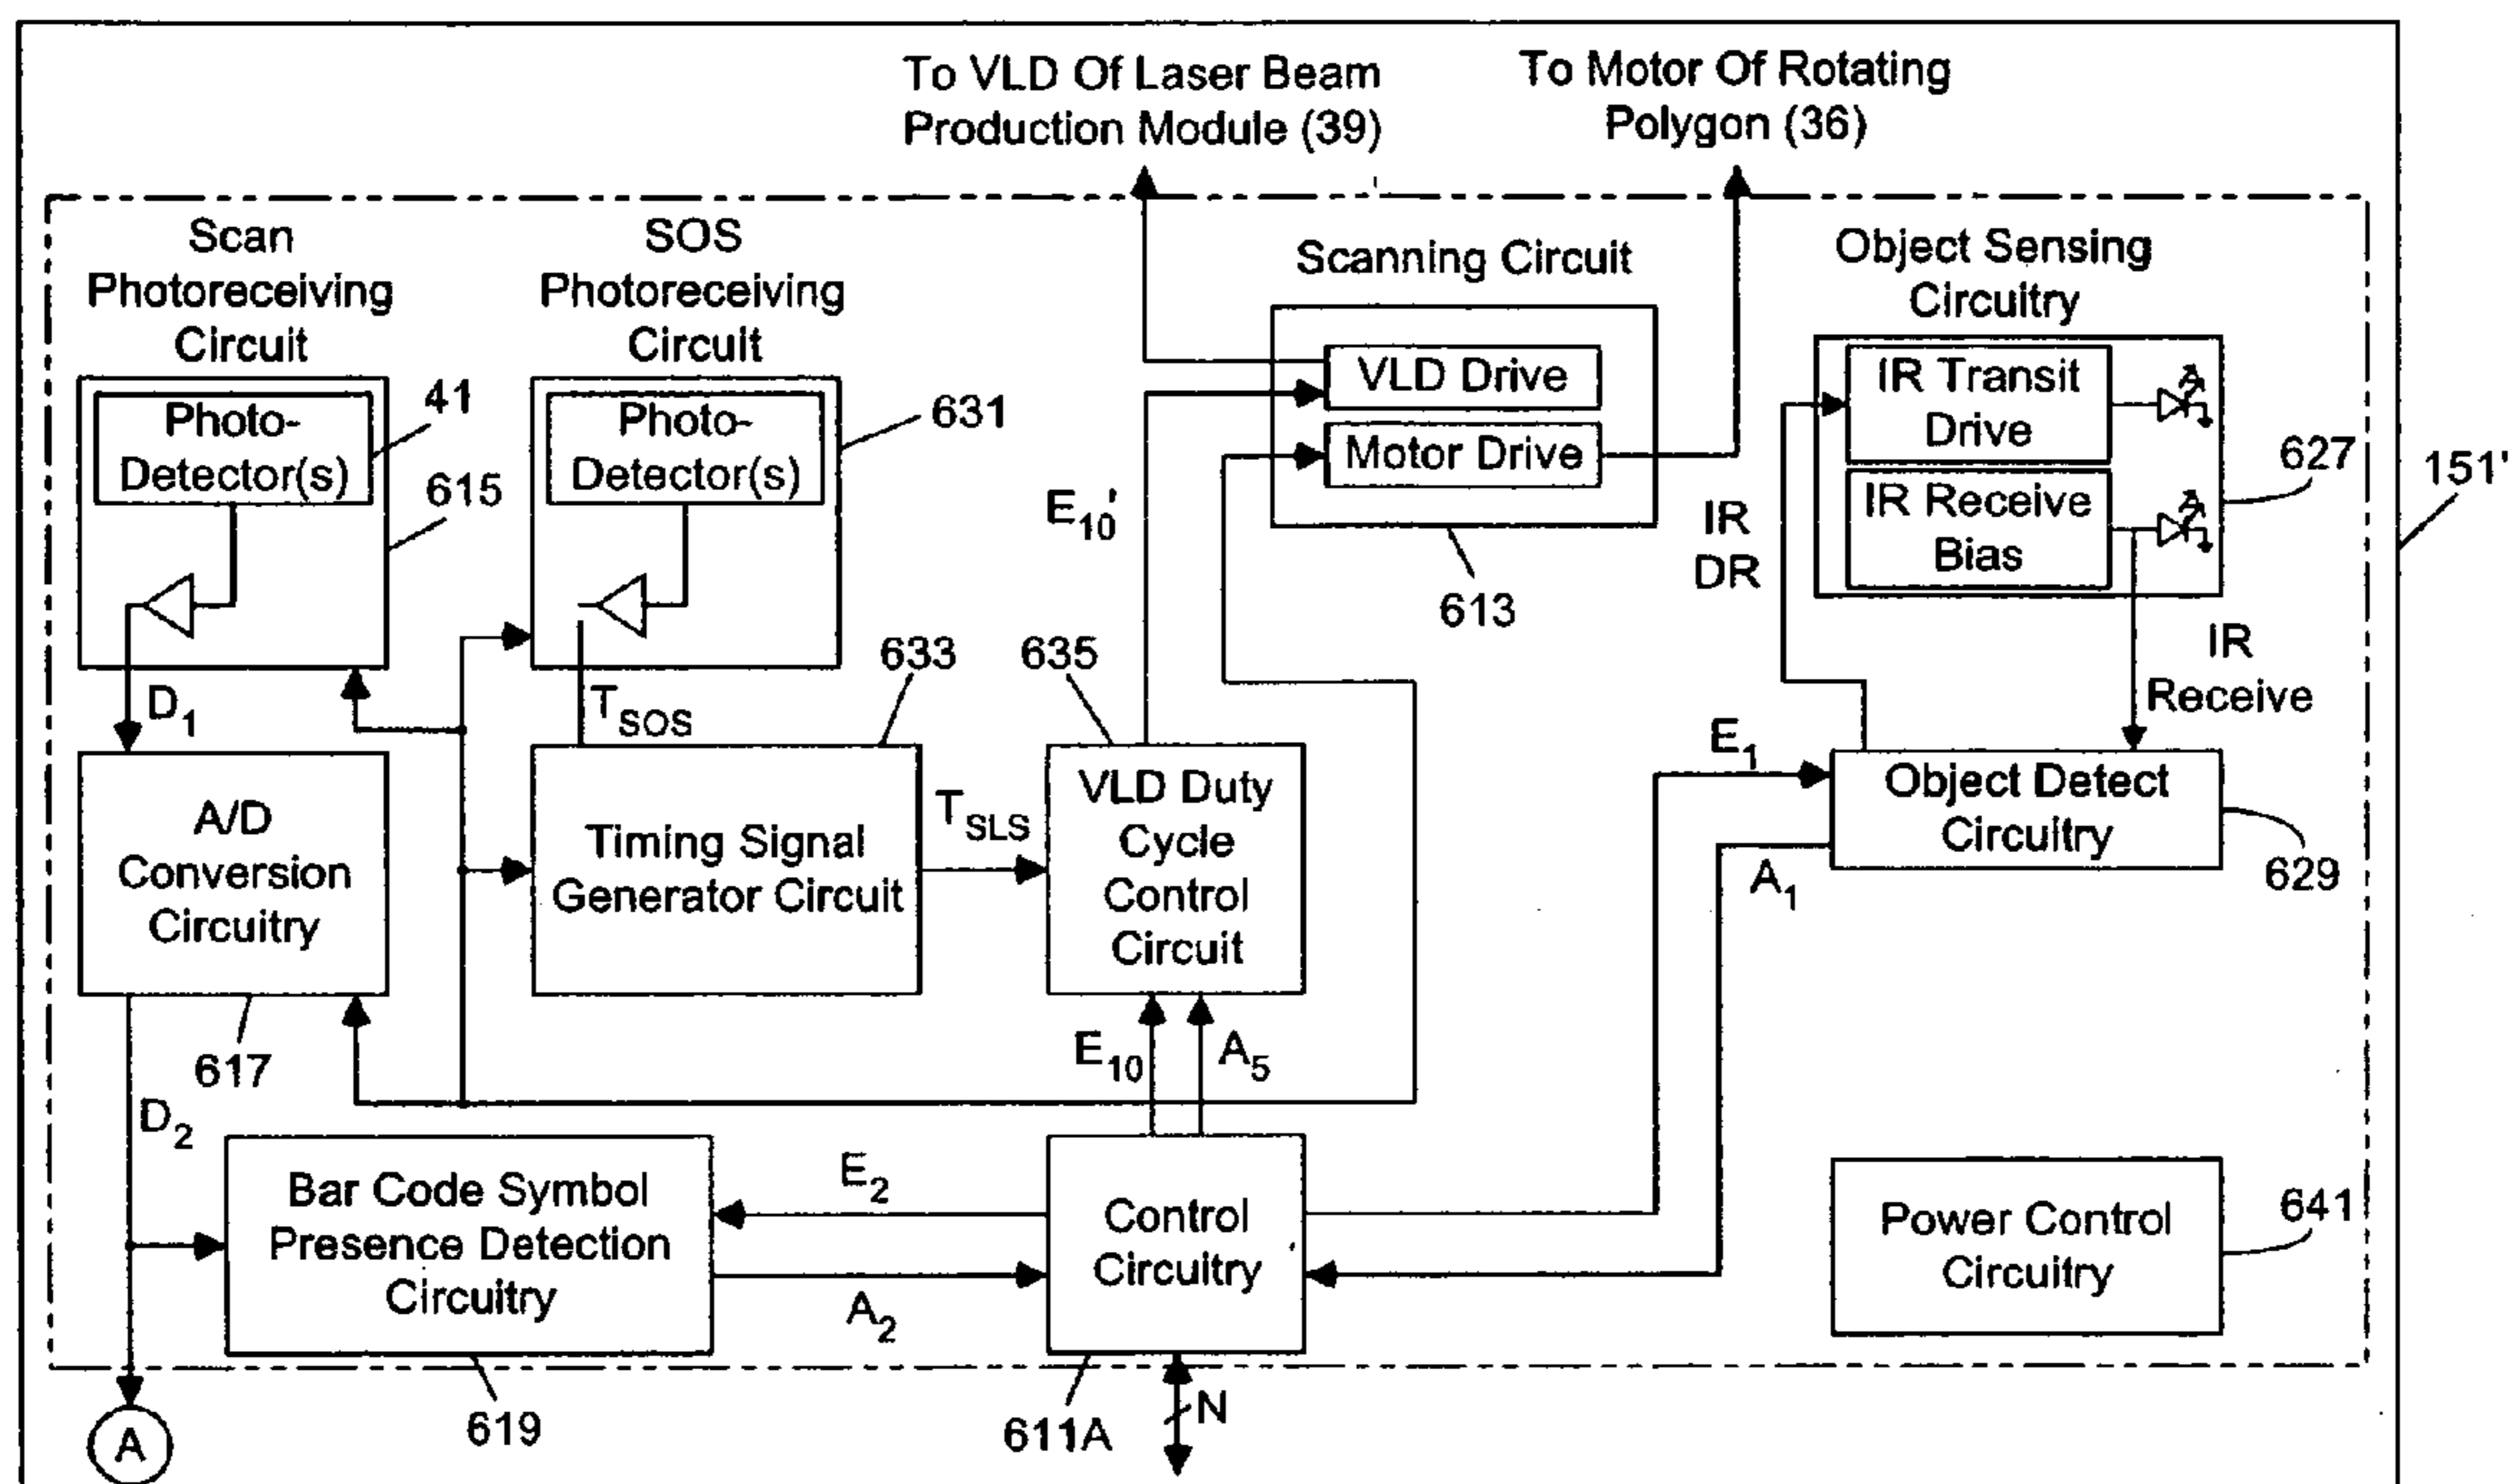 To VLD Of Laser Beam
Production Module (39)
To Motor Of Rotating
Polygon (36)
Scan
Photoreceiving
Circuit
SOS
Photoreceiving
Circuit
Scanning Circuit
Object Sensing
Circuitry
Photo-
Detector(s)
41
615
Photo-
Detector(s)
631
VLD Drive
Motor Drive
613
E10'
IR Transit
Drive
IR Receive
Bias
627
151'
IR
DR
IR
Receive
D1
TSOS
633
635
E1
A/D
Conversion
Circuitry
617
Timing Signal
Generator Circuit
TSLS
VLD Duty
Cycle
Control
Circuit
Object Detect
Circuitry
629
A1
E10
A5
D2
Bar Code Symbol
Presence Detection
Circuitry
619
E2
A2
Control
Circuitry
611A
N
Power Control
Circuitry
641
A